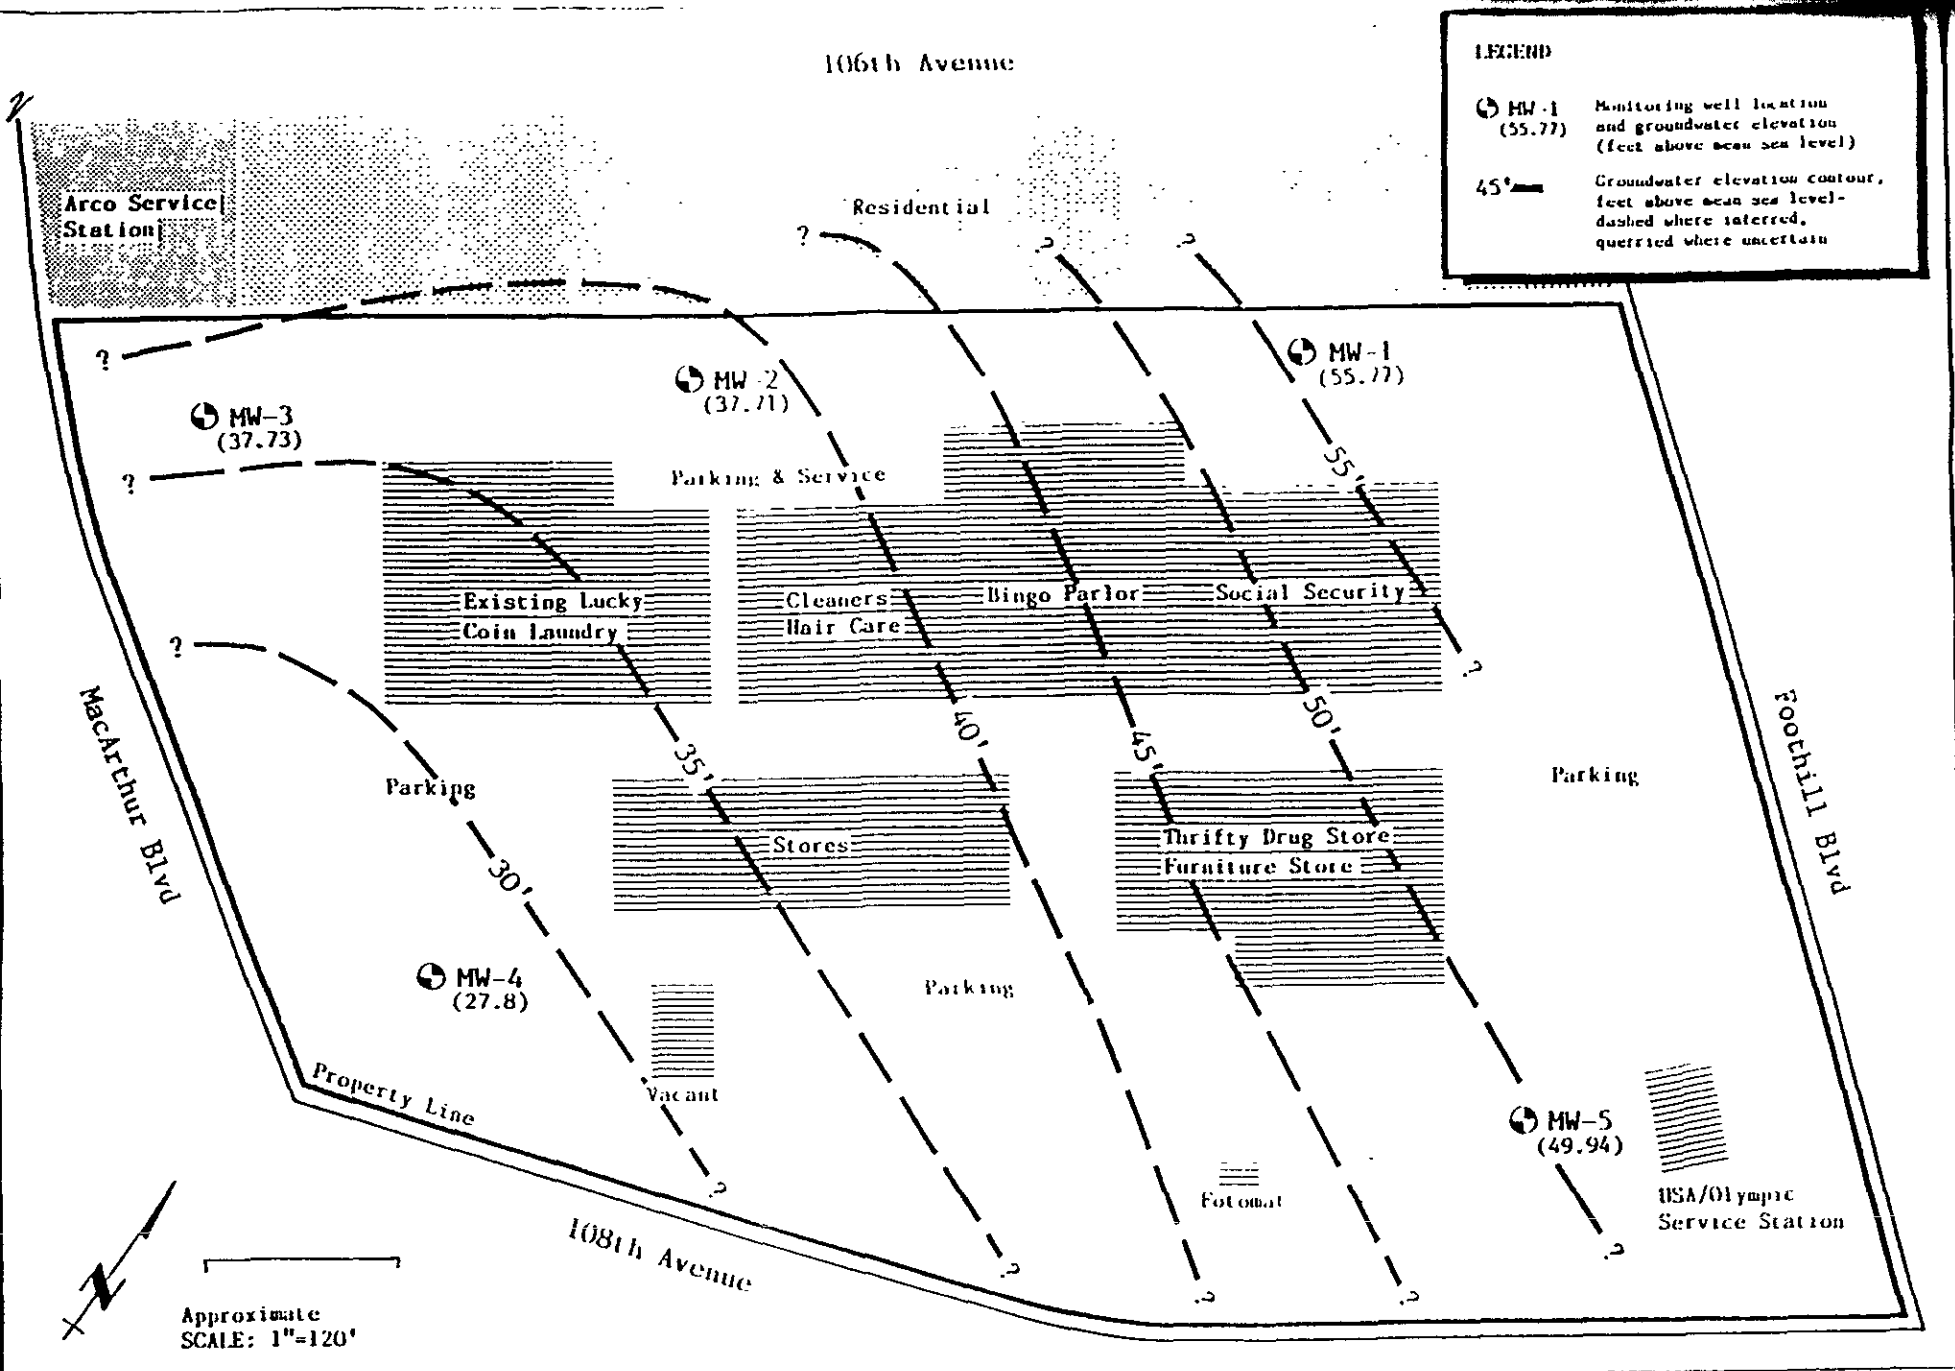 106th Avenue
LEGEND
MW-1
(55.77)
Monitoring well location
and groundwater elevation
(feet above mean sea level)
45'
Groundwater elevation contour,
feet above mean sea level-
dashed where inferred,
querried where uncertain
Arco Service
Station
Residential
?
?
?
?
MW-1
(55.77)
MW-2
(37.71)
MW-3
(37.73)
?
55'
Parking & Service
Existing Lucky
Coin Laundry
Cleaners
Hair Care
Bingo Parlor
Social Security
?
?
MacArthur Blvd
Foothill Blvd
35'
40'
45'
50'
Parking
Parking
Stores
Thrifty Drug Store
Furniture Store
30'
MW-4
(27.8)
Parking
Vacant
Property Line
MW-5
(49.94)
?
Fotomat
USA/Olympic
Service Station
108th Avenue
?
?
?
?
N
Approximate
SCALE: 1"=120'